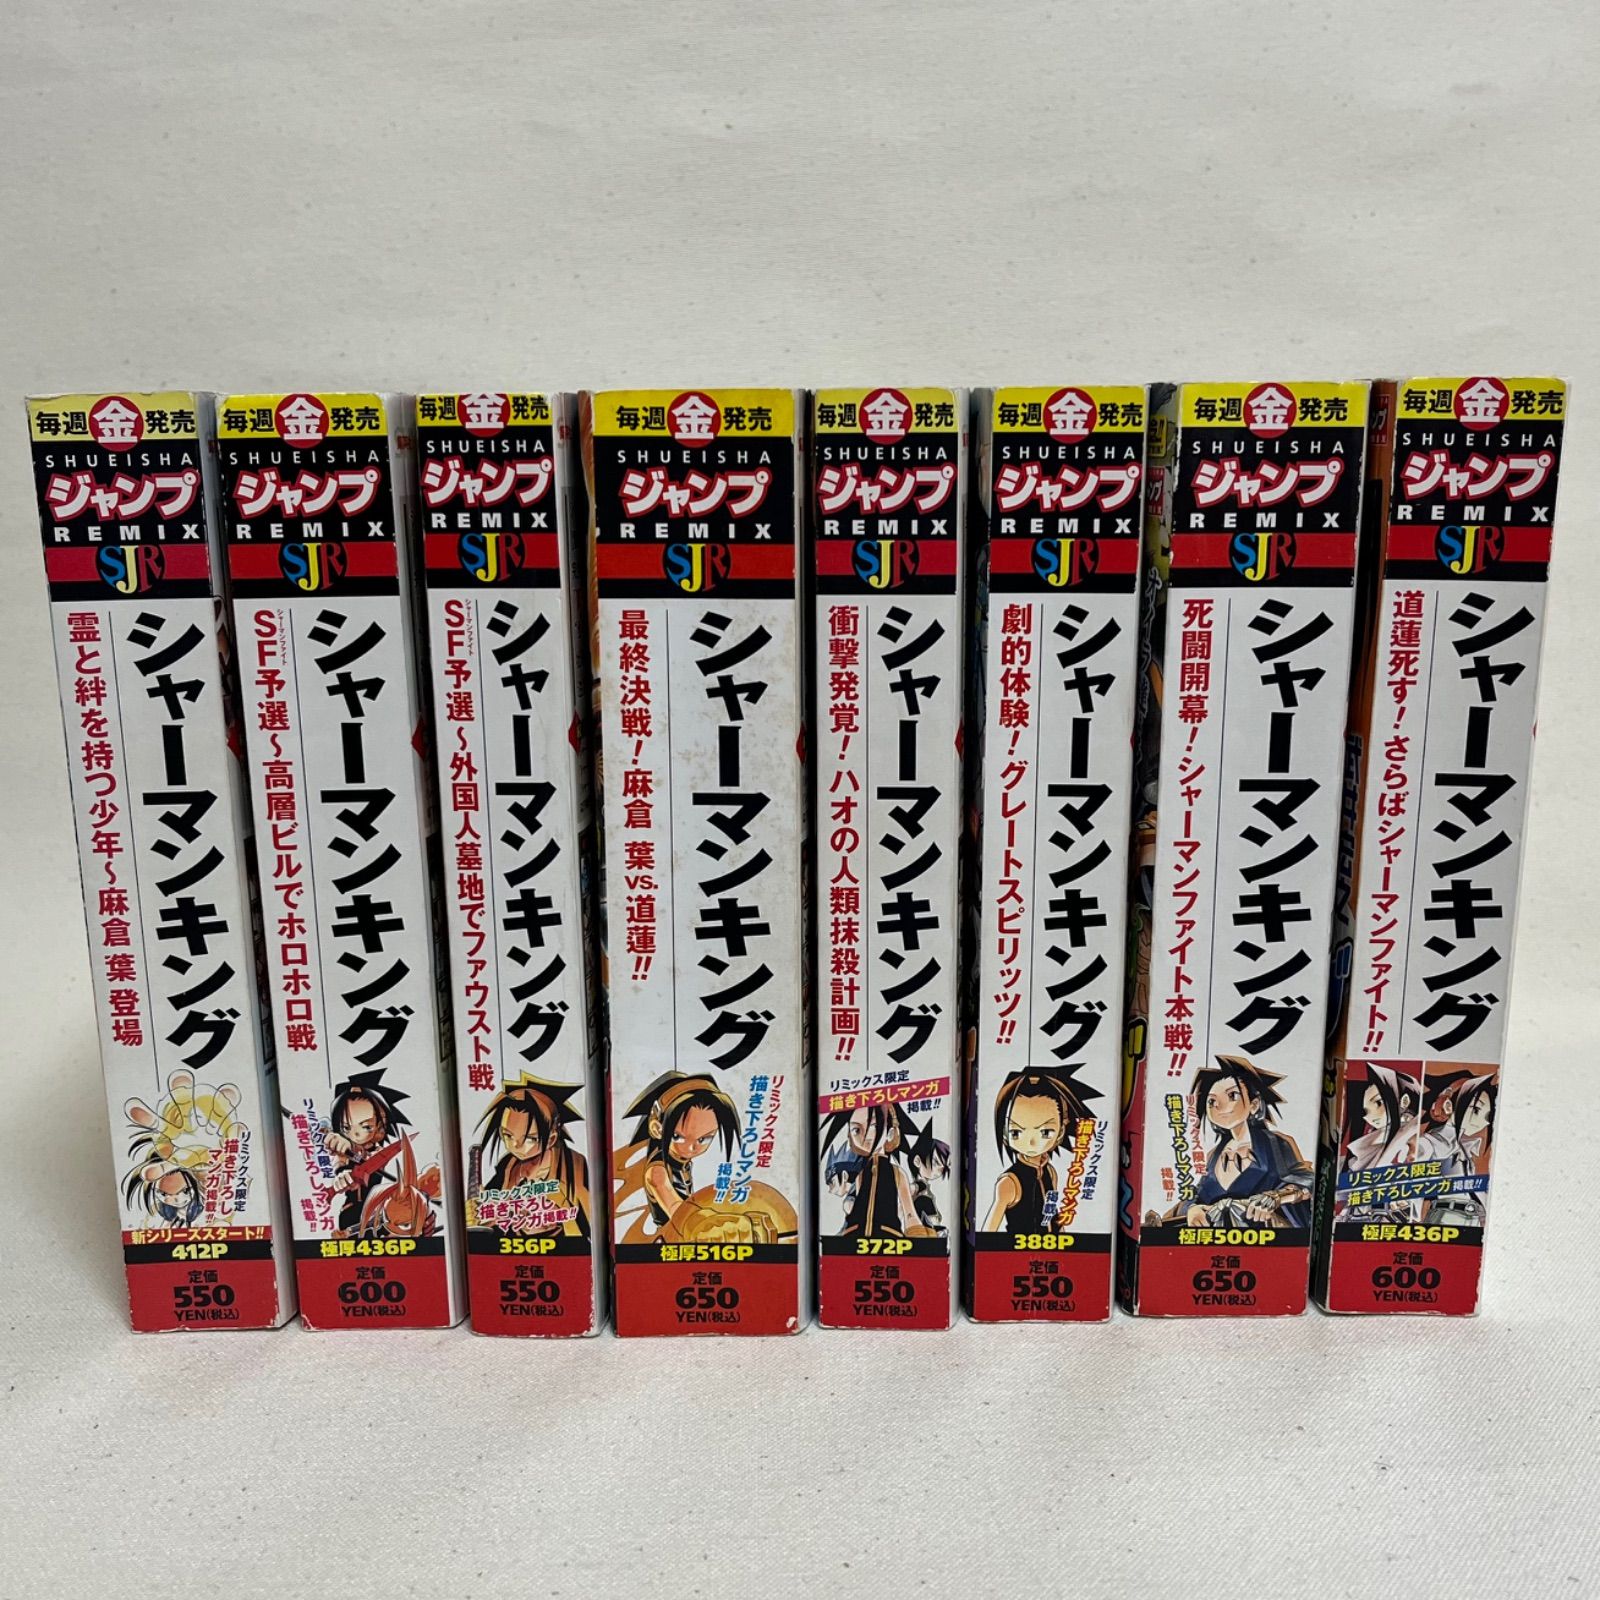 毎週金発売
SHUEISHA
ジャンプ
REMIX
SJR
シャーマンキング
霊と絆を持つ少年～麻倉 葉 登場
リミックス限定
描き下ろし
マンガ掲載!!
新シリーズスタート!!
412P
定価
550
YEN(税込)
毎週金発売
SHUEISHA
ジャンプ
REMIX
SJR
シャーマンキング
シャーマンファイト
SF予選～高層ビルでホロホロ戦
リミックス限定
描き下ろしマンガ
掲載!!
極厚436P
定価
600
YEN(税込)
毎週金発売
SHUEISHA
ジャンプ
REMIX
SJR
シャーマンキング
シャーマンファイト
SF予選～外国人墓地でファウスト戦
リミックス限定
描き下ろし
マンガ掲載!!
356P
定価
550
YEN(税込)
毎週金発売
SHUEISHA
ジャンプ
REMIX
SJR
シャーマンキング
最終決戦!麻倉 葉vs.道蓮!!
リミックス限定
描き下ろしマンガ
掲載!!
極厚516P
定価
650
YEN(税込)
毎週金発売
SHUEISHA
ジャンプ
REMIX
SJR
シャーマンキング
衝撃発覚!ハオの人類抹殺計画!!
リミックス限定
描き下ろしマンガ
掲載!!
372P
定価
550
YEN(税込)
毎週金発売
SHUEISHA
ジャンプ
REMIX
SJR
シャーマンキング
劇的体験!グレートスピリッツ!!
リミックス限定
描き下ろしマンガ
掲載!!
388P
定価
550
YEN(税込)
毎週金発売
SHUEISHA
ジャンプ
REMIX
SJR
シャーマンキング
死闘開幕!シャーマンファイト本戦!!
リミックス限定
描き下ろしマンガ
掲載!!
極厚500P
定価
650
YEN(税込)
毎週金発売
SHUEISHA
ジャンプ
REMIX
SJR
シャーマンキング
道蓮死す!さらばシャーマンファイト!!
リミックス限定
描き下ろしマンガ掲載!!
極厚436P
定価
600
YEN(税込)